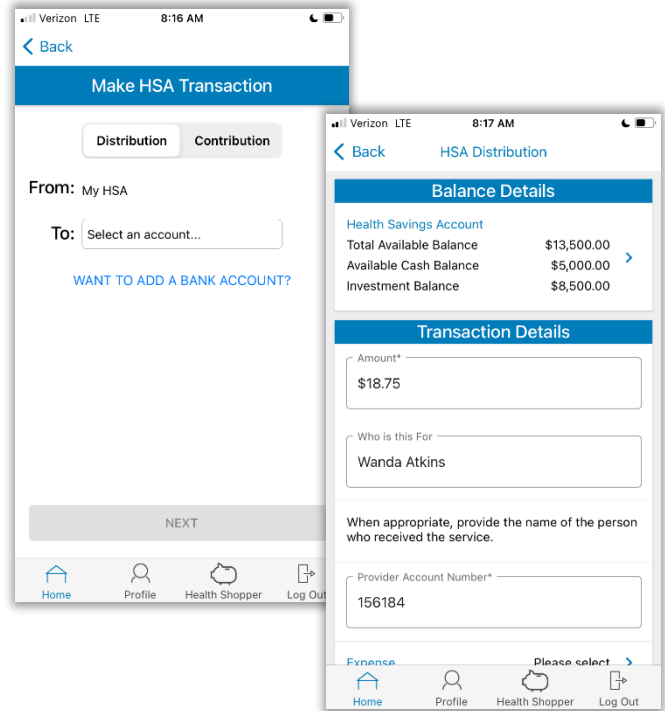 Verizon LTE 8:16 AM
Back
Make HSA Transaction
Distribution Contribution
From: My HSA
To: Select an account...
WANT TO ADD A BANK ACCOUNT?
NEXT
Home Profile Health Shopper Log Out
Verizon LTE 8:17 AM
Back HSA Distribution
Balance Details
Health Savings Account
Total Available Balance $13,500.00
Available Cash Balance $5,000.00
Investment Balance $8,500.00
Transaction Details
Amount*
$18.75
Who is this For
Wanda Atkins
When appropriate, provide the name of the person
who received the service.
Provider Account Number*
156184
Expense Please select
Home Profile Health Shopper Log Out